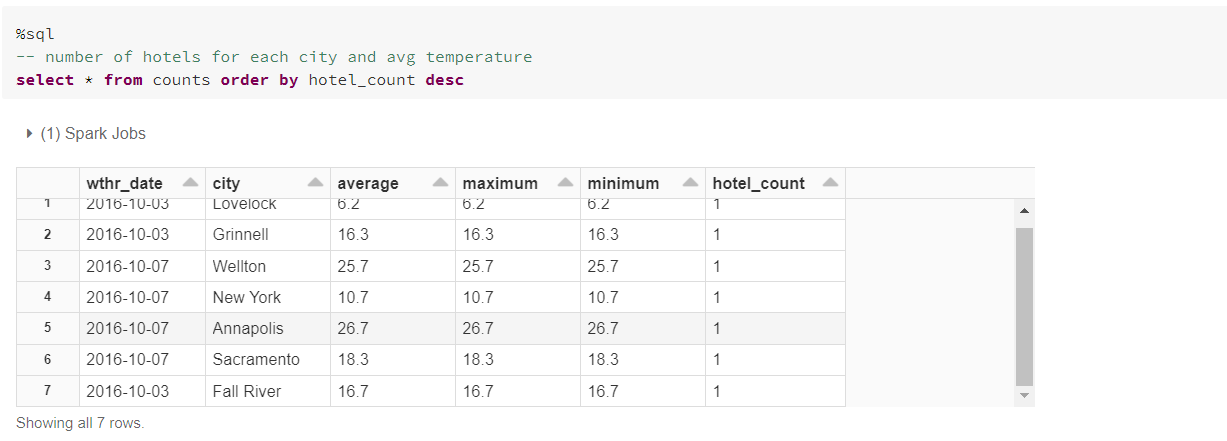 %sql
-- number of hotels for each city and avg temperature
select * from counts order by hotel_count desc
(1) Spark Jobs
wthr_date city average maximum minimum hotel_count
1 2016-10-03 Lovelock 6.2 6.2 6.2 1
2 2016-10-03 Grinnell 16.3 16.3 16.3 1
3 2016-10-07 Wellton 25.7 25.7 25.7 1
4 2016-10-07 New York 10.7 10.7 10.7 1
5 2016-10-07 Annapolis 26.7 26.7 26.7 1
6 2016-10-07 Sacramento 18.3 18.3 18.3 1
7 2016-10-03 Fall River 16.7 16.7 16.7 1
Showing all 7 rows.